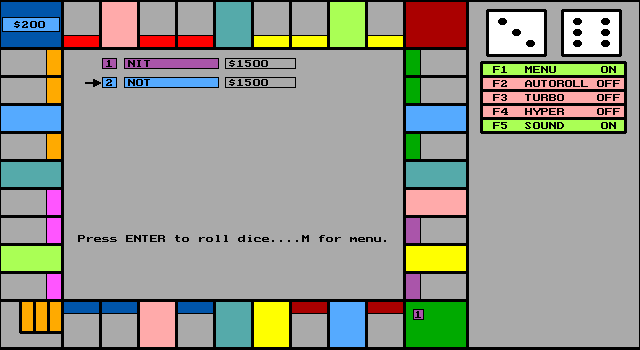 $200
1 NIT $1500
2 NOT $1500
F1 MENU ON
F2 AUTOROLL OFF
F3 TURBO OFF
F4 HYPER OFF
F5 SOUND ON
Press ENTER to roll dice....M for menu.
1